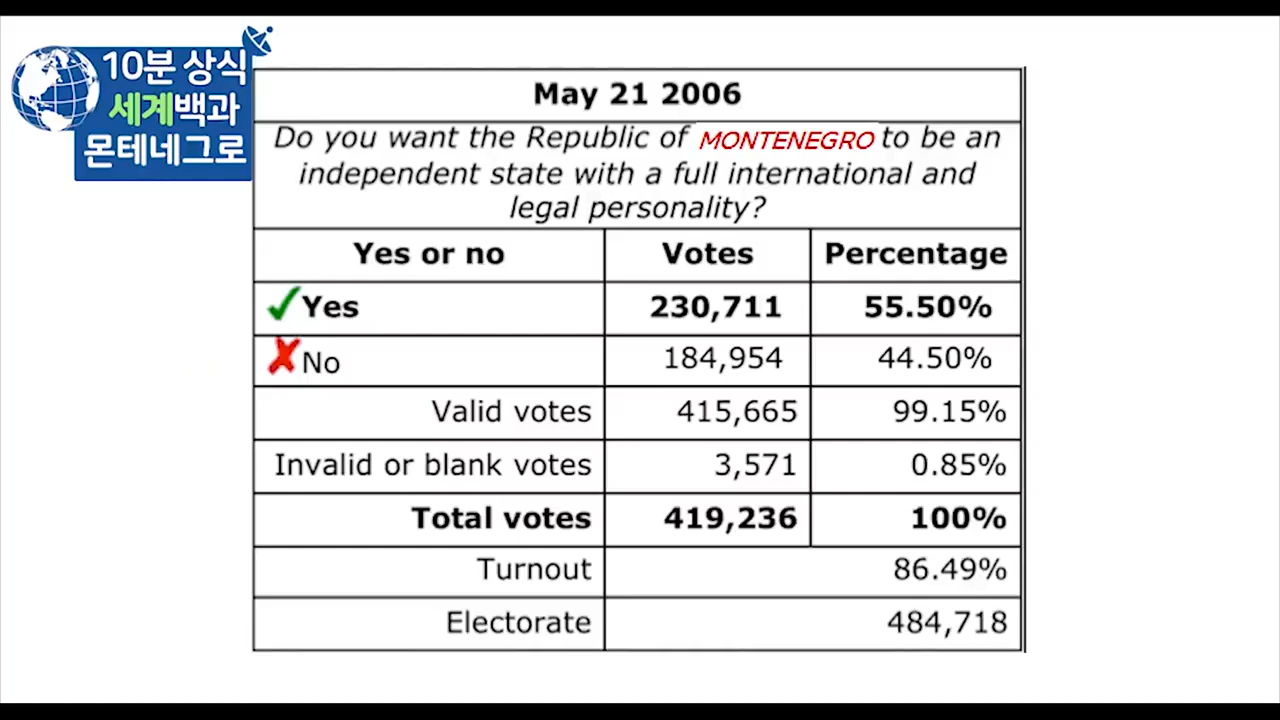 10분 상식
세계백과
몬테네그로
May 21 2006
Do you want the Republic of MONTENEGRO to be an
independent state with a full international and
legal personality?
Yes or no Votes Percentage
Yes 230,711 55.50%
No 184,954 44.50%
Valid votes 415,665 99.15%
Invalid or blank votes 3,571 0.85%
Total votes 419,236 100%
Turnout 86.49%
Electorate 484,718